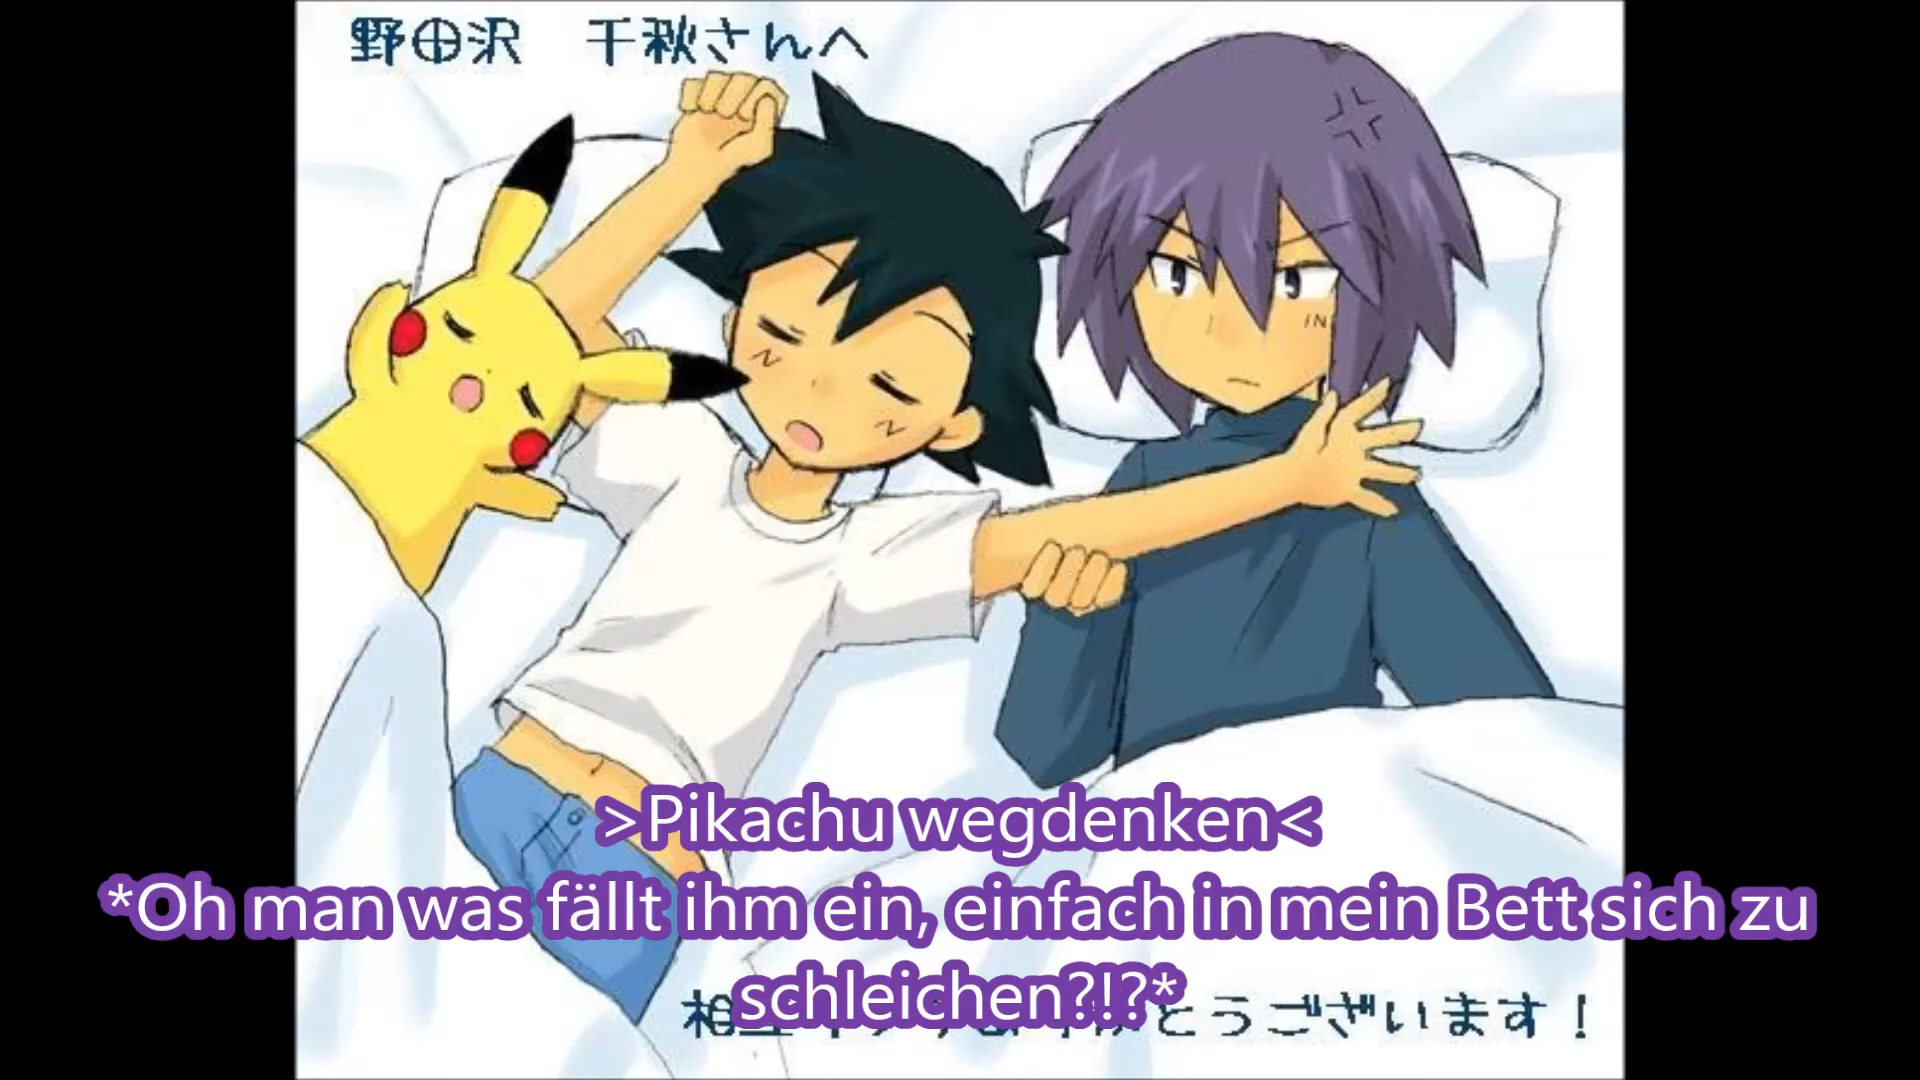 野田沢　千秋さんへ
>Pikachu wegdenken<
*Oh man was fällt ihm ein, einfach in mein Bett sich zu
schleichen?!?*
とうございます！